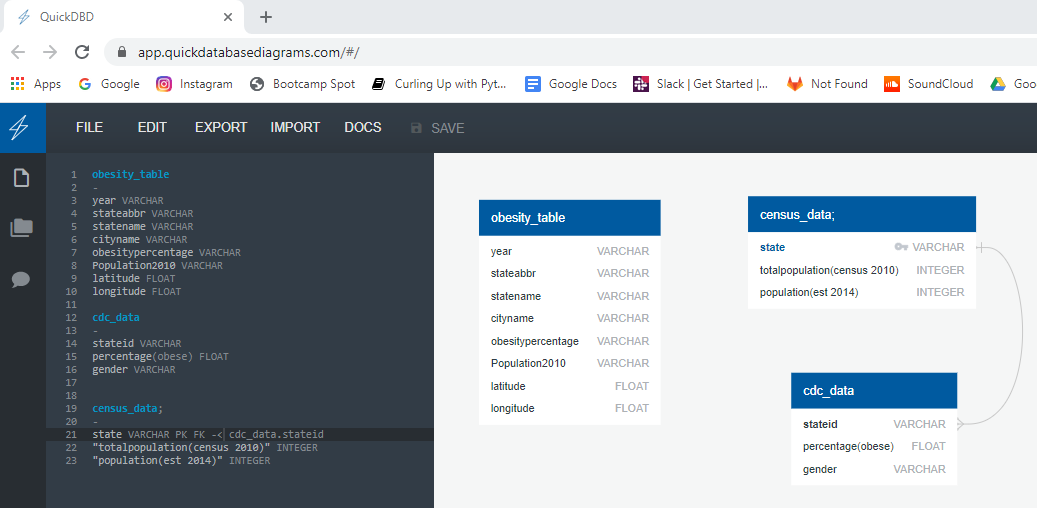 QuickDBD
app.quickdatabasediagrams.com/#/
Apps Google Instagram Bootcamp Spot Curling Up with Pyt... Google Docs Slack | Get Started |... Not Found SoundCloud Goo
FILE EDIT EXPORT IMPORT DOCS SAVE
1 obesity_table
2 -
3 year VARCHAR
4 stateabbr VARCHAR
5 statename VARCHAR
6 cityname VARCHAR
7 obesitypercentage VARCHAR
8 Population2010 VARCHAR
9 latitude FLOAT
10 longitude FLOAT
11
12 cdc_data
13 -
14 stateid VARCHAR
15 percentage(obese) FLOAT
16 gender VARCHAR
17
18
19 census_data;
20 -
21 state VARCHAR PK FK -< cdc_data.stateid
22 "totalpopulation(census 2010)" INTEGER
23 "population(est 2014)" INTEGER
obesity_table
year VARCHAR
stateabbr VARCHAR
statename VARCHAR
cityname VARCHAR
obesitypercentage VARCHAR
Population2010 VARCHAR
latitude FLOAT
longitude FLOAT
census_data;
state VARCHAR
totalpopulation(census 2010) INTEGER
population(est 2014) INTEGER
cdc_data
stateid VARCHAR
percentage(obese) FLOAT
gender VARCHAR